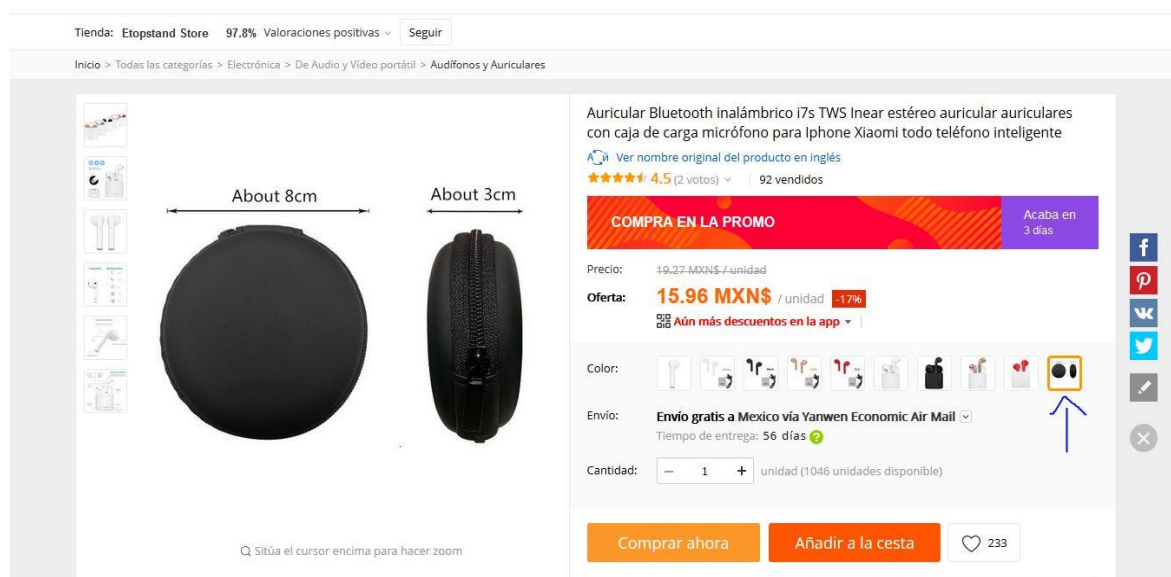 Tienda: Etopstand Store 97.8% Valoraciones positivas Seguir
Inicio > Todas las categorías > Electrónica > De Audio y Vídeo portátil > Audífonos y Auriculares
About 8cm
About 3cm
Sitúa el cursor encima para hacer zoom
Auricular Bluetooth inalámbrico i7s TWS Inear estéreo auricular auriculares
con caja de carga micrófono para Iphone Xiaomi todo teléfono inteligente
Ver nombre original del producto en inglés
4.5 (2 votos) 92 vendidos
COMPRA EN LA PROMO
Acaba en
3 días
Precio: 19.27 MXN$ / unidad
Oferta: 15.96 MXN$ / unidad -17%
Aún más descuentos en la app
Color:
Envío: Envío gratis a Mexico vía Yanwen Economic Air Mail
Tiempo de entrega: 56 días ?
Cantidad: – 1 + unidad (1046 unidades disponible)
Comprar ahora Añadir a la cesta 233